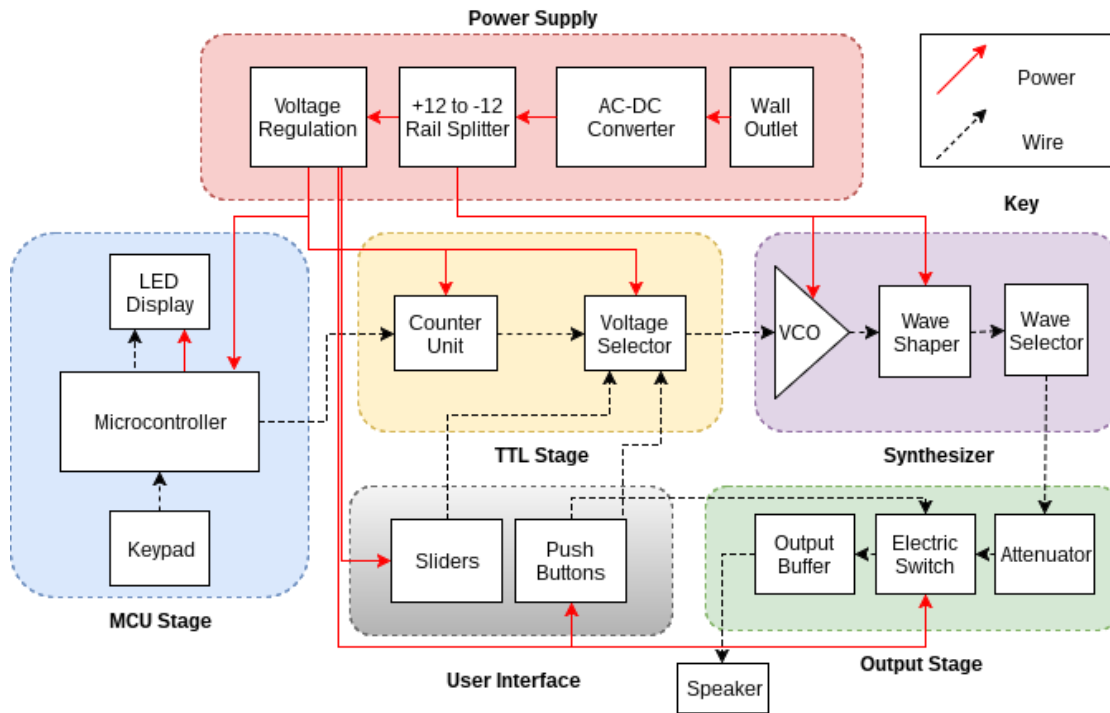 Power Supply
Voltage
Regulation
+12 to -12
Rail Splitter
AC-DC
Converter
Wall
Outlet
Power
Wire
Key
LED
Display
Microcontroller
Keypad
MCU Stage
Counter
Unit
Voltage
Selector
TTL Stage
VCO
Wave
Shaper
Wave
Selector
Synthesizer
Sliders
Push
Buttons
User Interface
Output
Buffer
Electric
Switch
Attenuator
Output Stage
Speaker